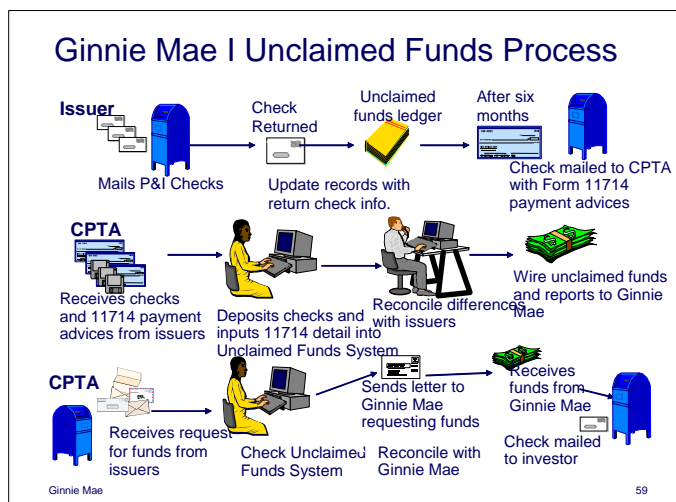 Ginnie Mae I Unclaimed Funds Process
Issuer
Mails P&I Checks
Check
Returned
Update records with
return check info.
Unclaimed
funds ledger
After six
months
Check mailed to CPTA
with Form 11714
payment advices
CPTA
Receives checks
and 11714 payment
advices from issuers
Deposits checks and
inputs 11714 detail into
Unclaimed Funds System
Reconcile differences
with issuers
Wire unclaimed funds
and reports to Ginnie
Mae
CPTA
Receives request
for funds from
issuers
Check Unclaimed
Funds System
Sends letter to
Ginnie Mae
requesting funds
Reconcile with
Ginnie Mae
Receives
funds from
Ginnie Mae
Check mailed
to investor
Ginnie Mae
59